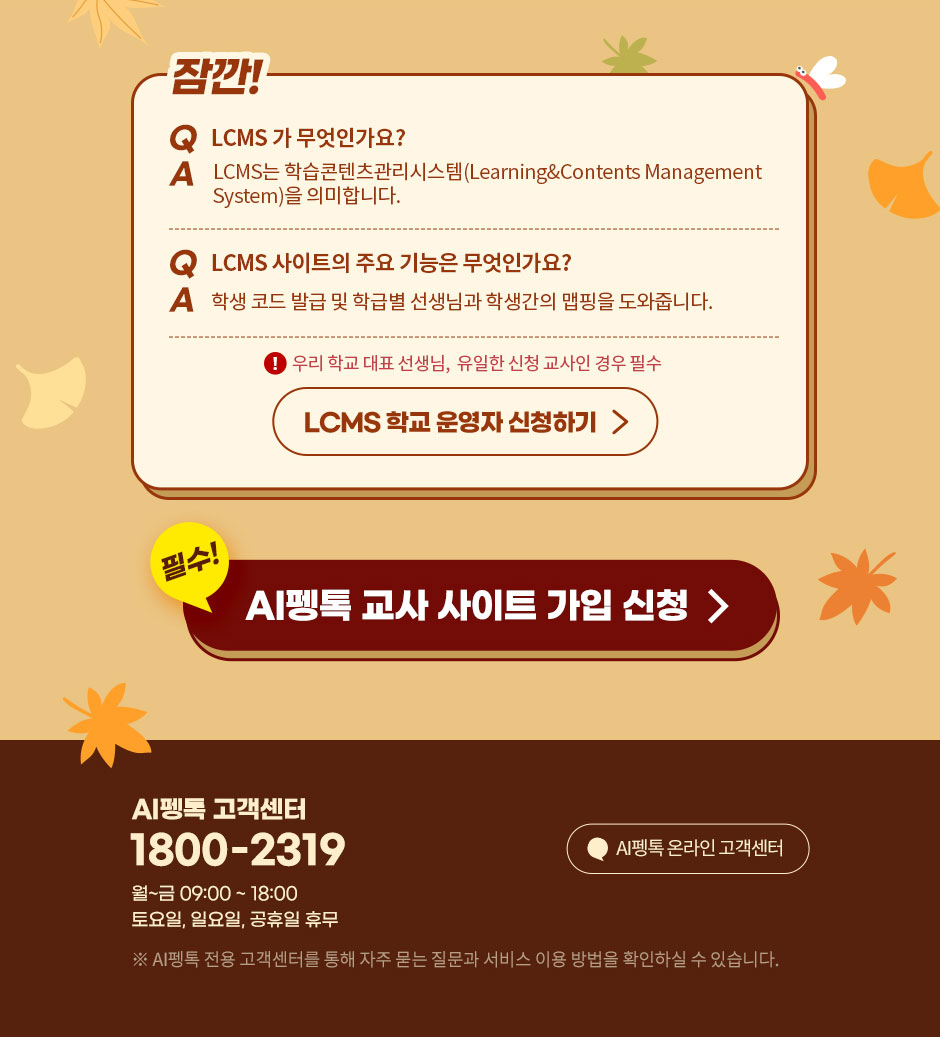 잠깐!
Q LCMS 가 무엇인가요?
A LCMS는 학습콘텐츠관리시스템(Learning&Contents Management
System)을 의미합니다.
Q LCMS 사이트의 주요 기능은 무엇인가요?
A 학생 코드 발급 및 학급별 선생님과 학생간의 맵핑을 도와줍니다.
! 우리 학교 대표 선생님, 유일한 신청 교사인 경우 필수
LCMS 학교 운영자 신청하기 >
필수!
AI펭톡 교사 사이트 가입 신청 >
AI펭톡 고객센터
1800-2319
월~금 09:00 ~ 18:00
토요일, 일요일, 공휴일 휴무
AI펭톡 온라인 고객센터
※ AI펭톡 전용 고객센터를 통해 자주 묻는 질문과 서비스 이용 방법을 확인하실 수 있습니다.